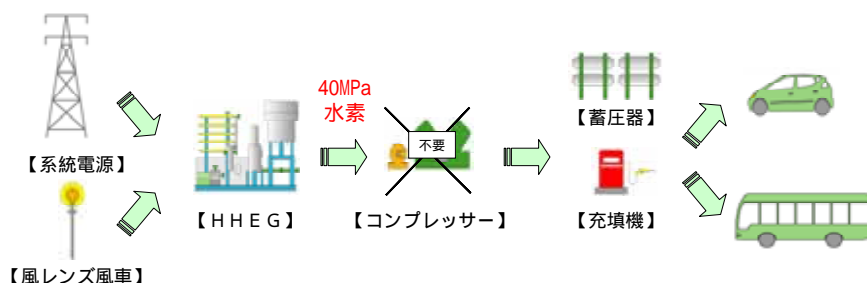 40MPa
水素
不要
【蓄圧器】
【系統電源】
【HHEG】
【コンプレッサー】
【充填機】
【風レンズ風車】